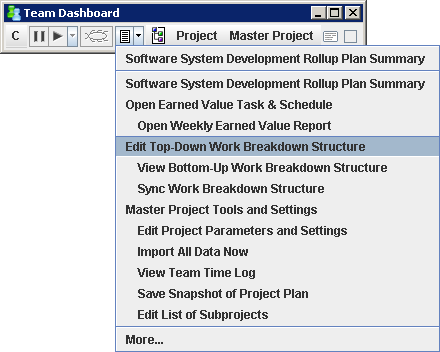 Team Dashboard
C Project Master Project
Software System Development Rollup Plan Summary
Software System Development Rollup Plan Summary
Open Earned Value Task & Schedule
Open Weekly Earned Value Report
Edit Top-Down Work Breakdown Structure
View Bottom-Up Work Breakdown Structure
Sync Work Breakdown Structure
Master Project Tools and Settings
Edit Project Parameters and Settings
Import All Data Now
View Team Time Log
Save Snapshot of Project Plan
Edit List of Subprojects
More...